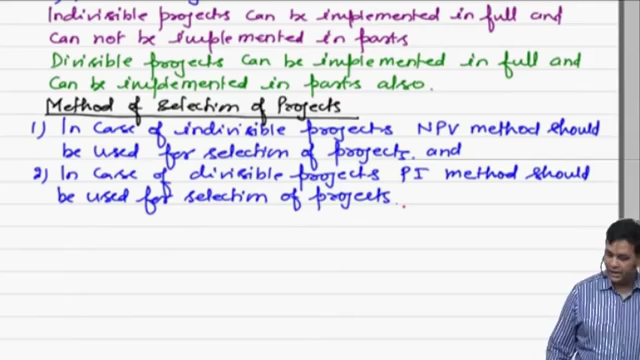 Indivisible projects can be implemented in full and
can not be implemented in parts
Divisible projects can be implemented in full and
can be implemented in parts also.
Method of selection of Projects
1) In case of indivisible projects NPV method should
be used for selection of projects and
2) In case of divisible projects PI method should
be used for selection of projects.